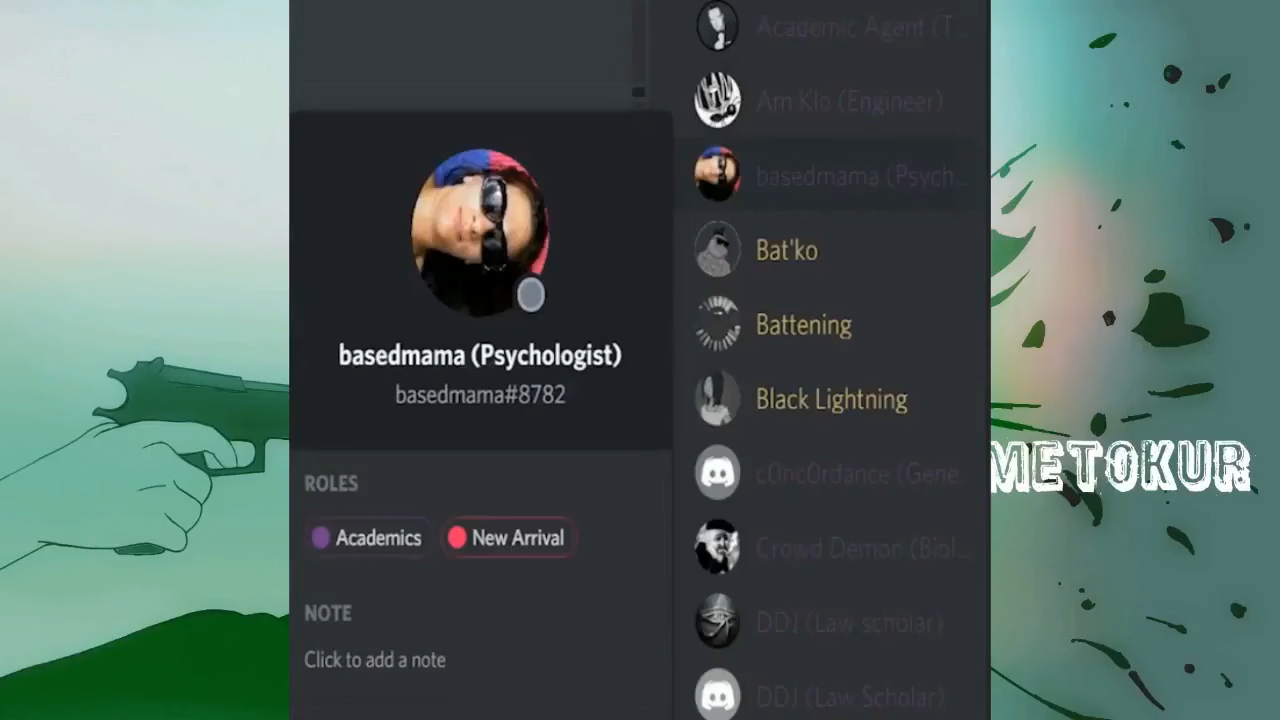 basedmama (Psychologist)
basedmama#8782
ROLES
Academics
New Arrival
NOTE
Click to add a note
Academic Agent (T...
Am Klo (Engineer)
basedmama (Psych...
Bat'ko
Battening
Black Lightning
c0nc0rdance (Gene...
Crowd Demon (Biol...
DDJ (Law scholar)
DDJ (Law Scholar)
METOKUR